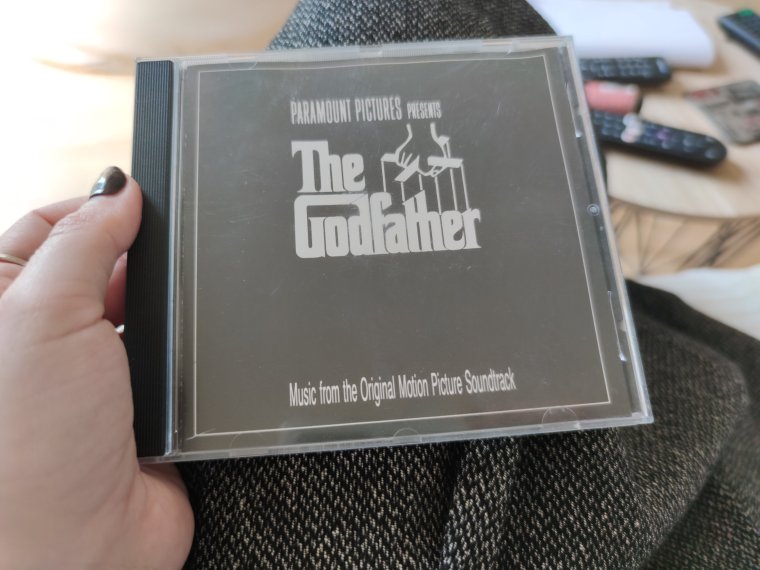 PARAMOUNT PICTURES PRESENTS
The
Godfather
Music from the Original Motion Picture Soundtrack